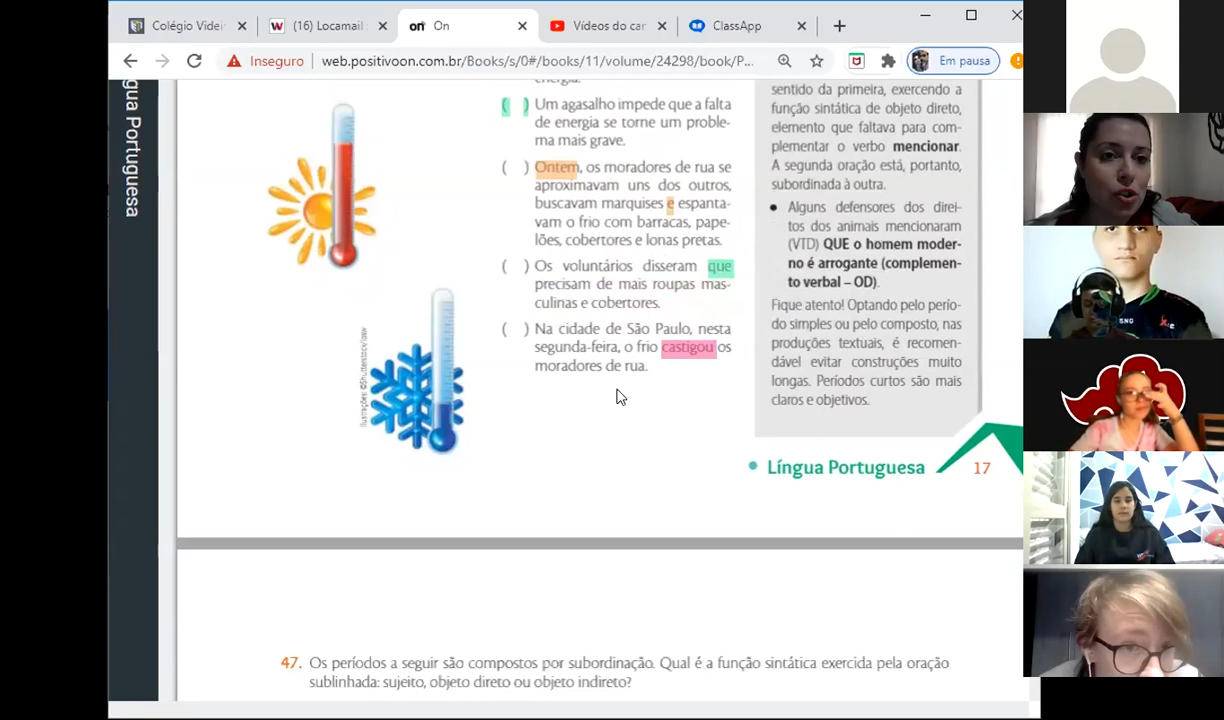 Colégio Videi
(16) Locamail
On
Vídeos do car
ClassApp
Inseguro
web.positivoon.com.br/Books/s/0#/books/11/volume/24298/book/P...
Em pausa
gua Portuguesa
energia.
( ) Um agasalho impede que a falta
de energia se torne um proble-
ma mais grave.
( ) Ontem, os moradores de rua se
aproximavam uns dos outros,
buscavam marquises e espanta-
vam o frio com barracas, pape-
lões, cobertores e lonas pretas.
( ) Os voluntários disseram que
precisam de mais roupas mas-
culinas e cobertores.
( ) Na cidade de São Paulo, nesta
segunda-feira, o frio castigou os
moradores de rua.
Ilustrações: ©Shutterstock/
sentido da primeira, exercendo a
função sintática de objeto direto,
elemento que faltava para com-
plementar o verbo mencionar.
A segunda oração está, portanto,
subordinada à outra.
• Alguns defensores dos direi-
tos dos animais mencionaram
(VTD) QUE o homem moder-
no é arrogante (complemen-
to verbal – OD).
Fique atento! Optando pelo perío-
do simples ou pelo composto, nas
produções textuais, é recomen-
dável evitar construções muito
longas. Períodos curtos são mais
claros e objetivos.
• Língua Portuguesa 17
47. Os períodos a seguir são compostos por subordinação. Qual é a função sintática exercida pela oração
sublinhada: sujeito, objeto direto ou objeto indireto?